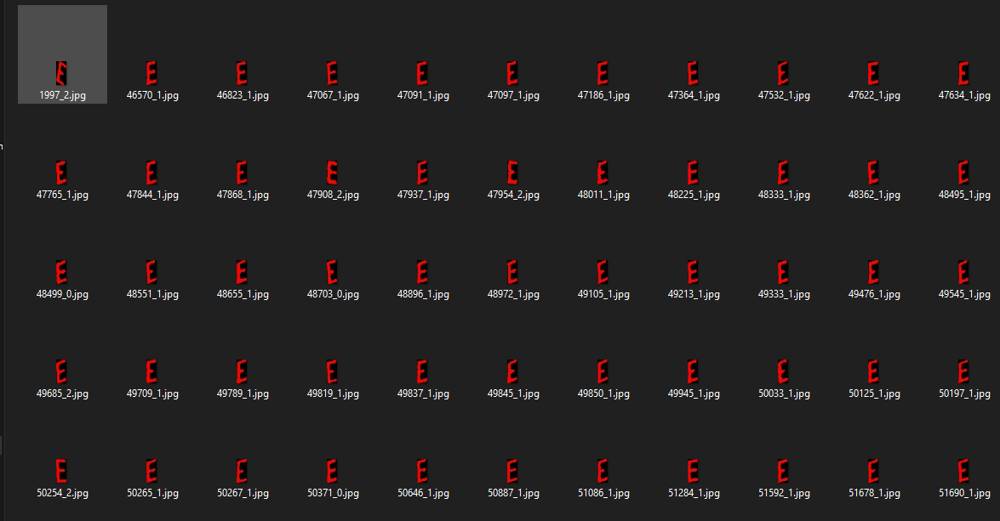 E E E E E E E E E E E
1997_2.jpg 46570_1.jpg 46823_1.jpg 47067_1.jpg 47091_1.jpg 47097_1.jpg 47186_1.jpg 47364_1.jpg 47532_1.jpg 47622_1.jpg 47634_1.jpg
E E E E E E E E E E E
47765_1.jpg 47844_1.jpg 47868_1.jpg 47908_2.jpg 47937_1.jpg 47954_2.jpg 48011_1.jpg 48225_1.jpg 48333_1.jpg 48362_1.jpg 48495_1.jpg
E E E E E E E E E E E
48499_0.jpg 48551_1.jpg 48655_1.jpg 48703_0.jpg 48896_1.jpg 48972_1.jpg 49105_1.jpg 49213_1.jpg 49333_1.jpg 49476_1.jpg 49545_1.jpg
E E E E E E E E E E E
49685_2.jpg 49709_1.jpg 49789_1.jpg 49819_1.jpg 49837_1.jpg 49845_1.jpg 49850_1.jpg 49945_1.jpg 50033_1.jpg 50125_1.jpg 50197_1.jpg
E E E E E E E E E E E
50254_2.jpg 50265_1.jpg 50267_1.jpg 50371_0.jpg 50646_1.jpg 50887_1.jpg 51086_1.jpg 51284_1.jpg 51592_1.jpg 51678_1.jpg 51690_1.jpg